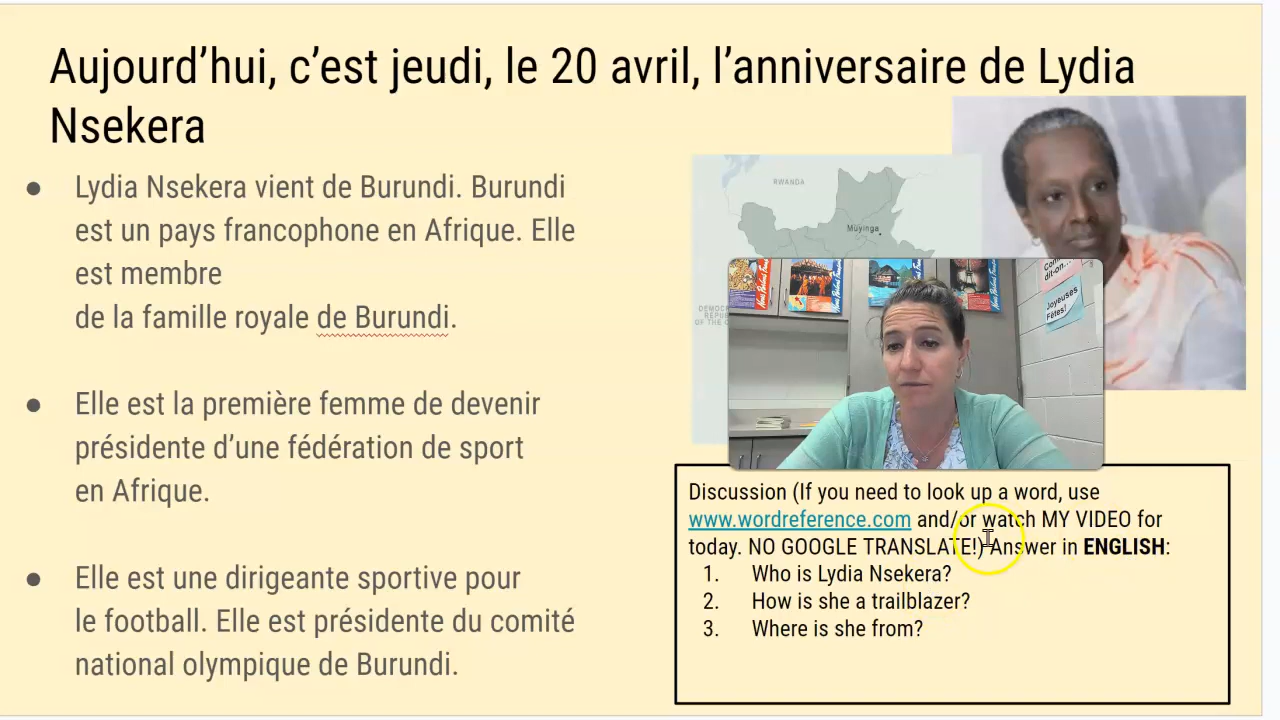 Aujourd’hui, c’est jeudi, le 20 avril, l’anniversaire de Lydia
Nsekera
● Lydia Nsekera vient de Burundi. Burundi
est un pays francophone en Afrique. Elle
est membre
de la famille royale de Burundi.
● Elle est la première femme de devenir
présidente d’une fédération de sport
en Afrique.
● Elle est une dirigeante sportive pour
le football. Elle est présidente du comité
national olympique de Burundi.
RWANDA
Muyinga
Joyeuses
Fêtes!
Discussion (If you need to look up a word, use
www.wordreference.com and/or watch MY VIDEO for
today. NO GOOGLE TRANSLATE!) Answer in ENGLISH:
1. Who is Lydia Nsekera?
2. How is she a trailblazer?
3. Where is she from?